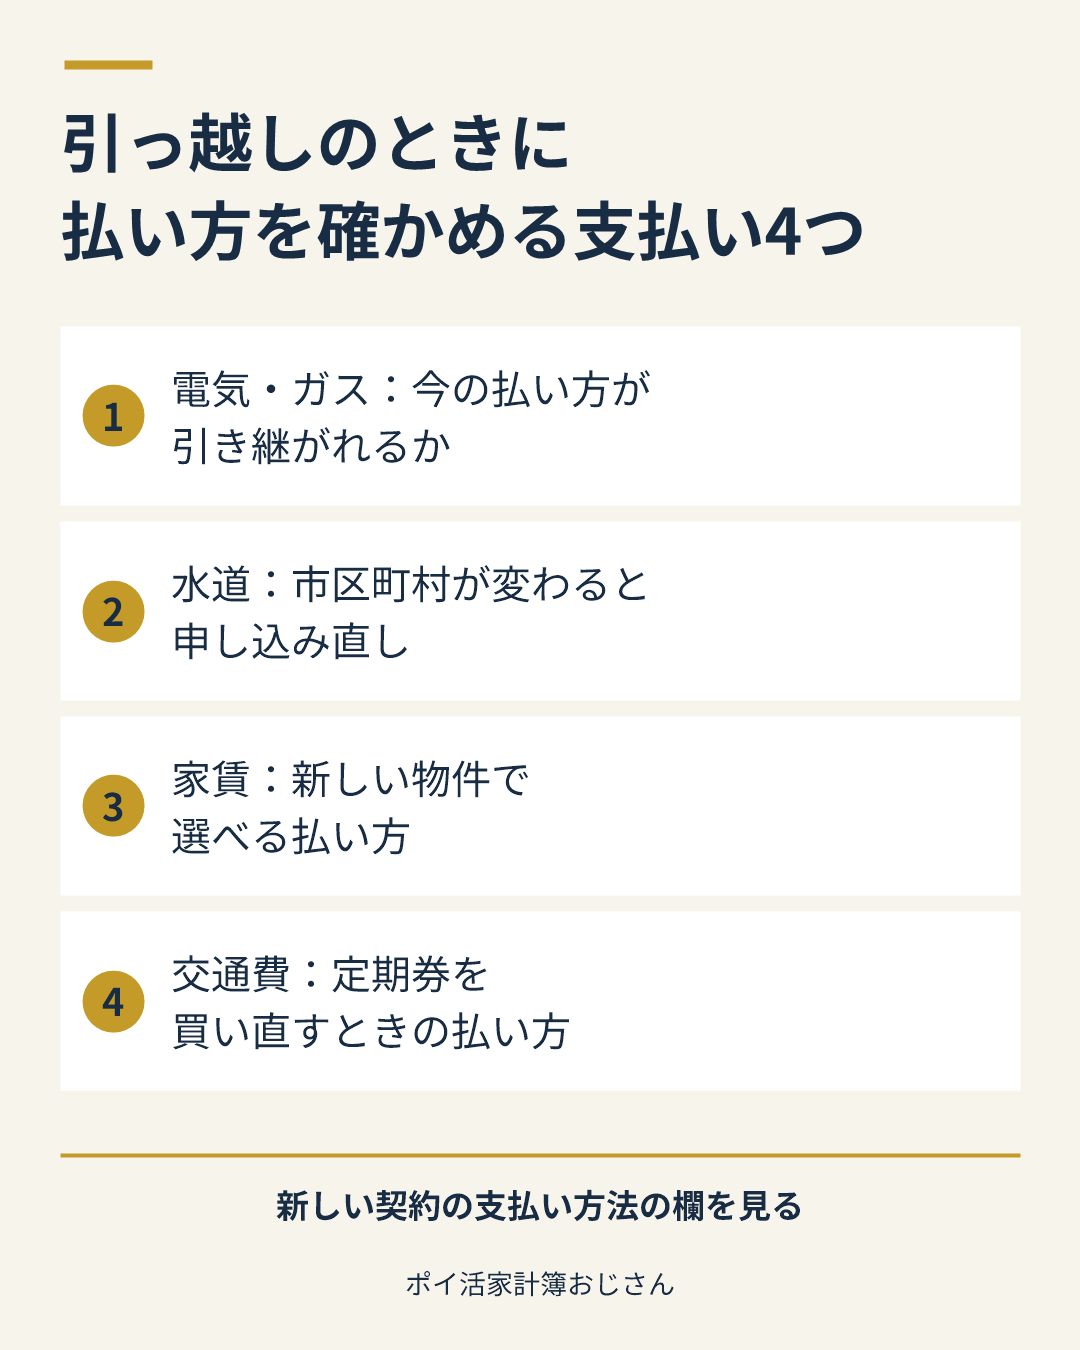 引っ越しのときに
払い方を確かめる支払い4つ
1
電気・ガス：今の払い方が
引き継がれるか
2
水道：市区町村が変わると
申し込み直し
3
家賃：新しい物件で
選べる払い方
4
交通費：定期券を
買い直すときの払い方
新しい契約の支払い方法の欄を見る
ポイ活家計簿おじさん